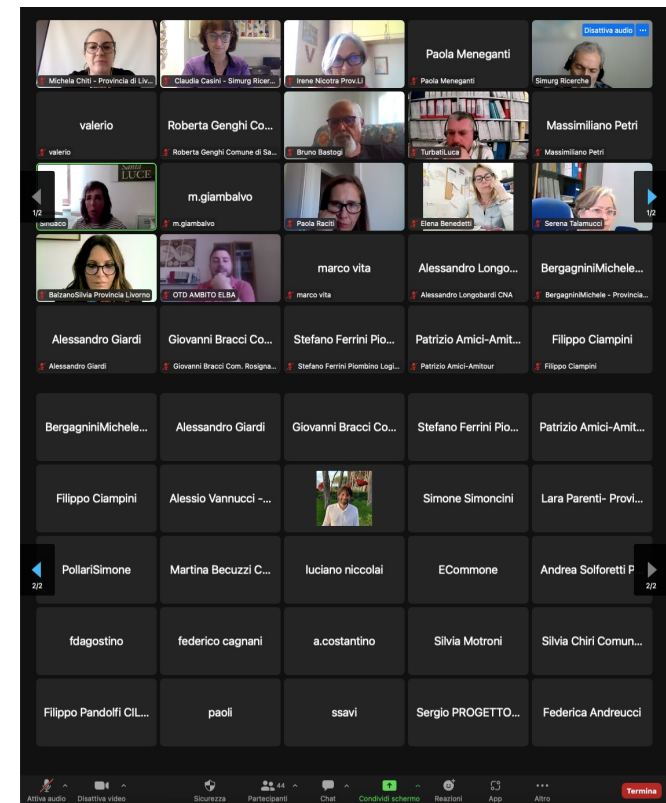 Disattiva audio ...
Paola Meneganti
Michela Chiti - Provincia di Liv...
Claudia Casini - Simurg Ricer...
Irene Nicotra Prov.Li
Paola Meneganti
Simurg Ricerche
valerio
Roberta Genghi Co...
Massimiliano Petri
valerio
Roberta Genghi Comune di Sa...
Bruno Bastogi
TurbatiLuca
Massimiliano Petri
Santa
LUCE
m.giambalvo
1/2
1/2
Sindaco
m.giambalvo
Paola Raciti
Elena Benedetti
Serena Talamucci
marco vita
Alessandro Longo...
BergagniniMichele...
BalzanoSilvia Provincia Livorno
OTD AMBITO ELBA
marco vita
Alessandro Longobardi CNA
BergagniniMichele - Provincia...
Alessandro Giardi
Giovanni Bracci Co...
Stefano Ferrini Pio...
Patrizio Amici-Amit...
Filippo Ciampini
Alessandro Giardi
Giovanni Bracci Com. Rosigna...
Stefano Ferrini Piombino Logi...
Patrizio Amici-Amitour
Filippo Ciampini
BergagniniMichele...
Alessandro Giardi
Giovanni Bracci Co...
Stefano Ferrini Pio...
Patrizio Amici-Amit...
Filippo Ciampini
Alessio Vannucci -...
Simone Simoncini
Lara Parenti- Provi...
PollariSimone
Martina Becuzzi C...
luciano niccolai
ECommone
Andrea Solforetti P
2/2
2/2
fdagostino
federico cagnani
a.costantino
Silvia Motroni
Silvia Chiri Comun...
Filippo Pandolfi CIL...
paoli
ssavi
Sergio PROGETTO...
Federica Andreucci
44
Attiva audio
Disattiva video
Sicurezza
Partecipanti
Chat
Condividi schermo
Reazioni
App
Altro
Termina